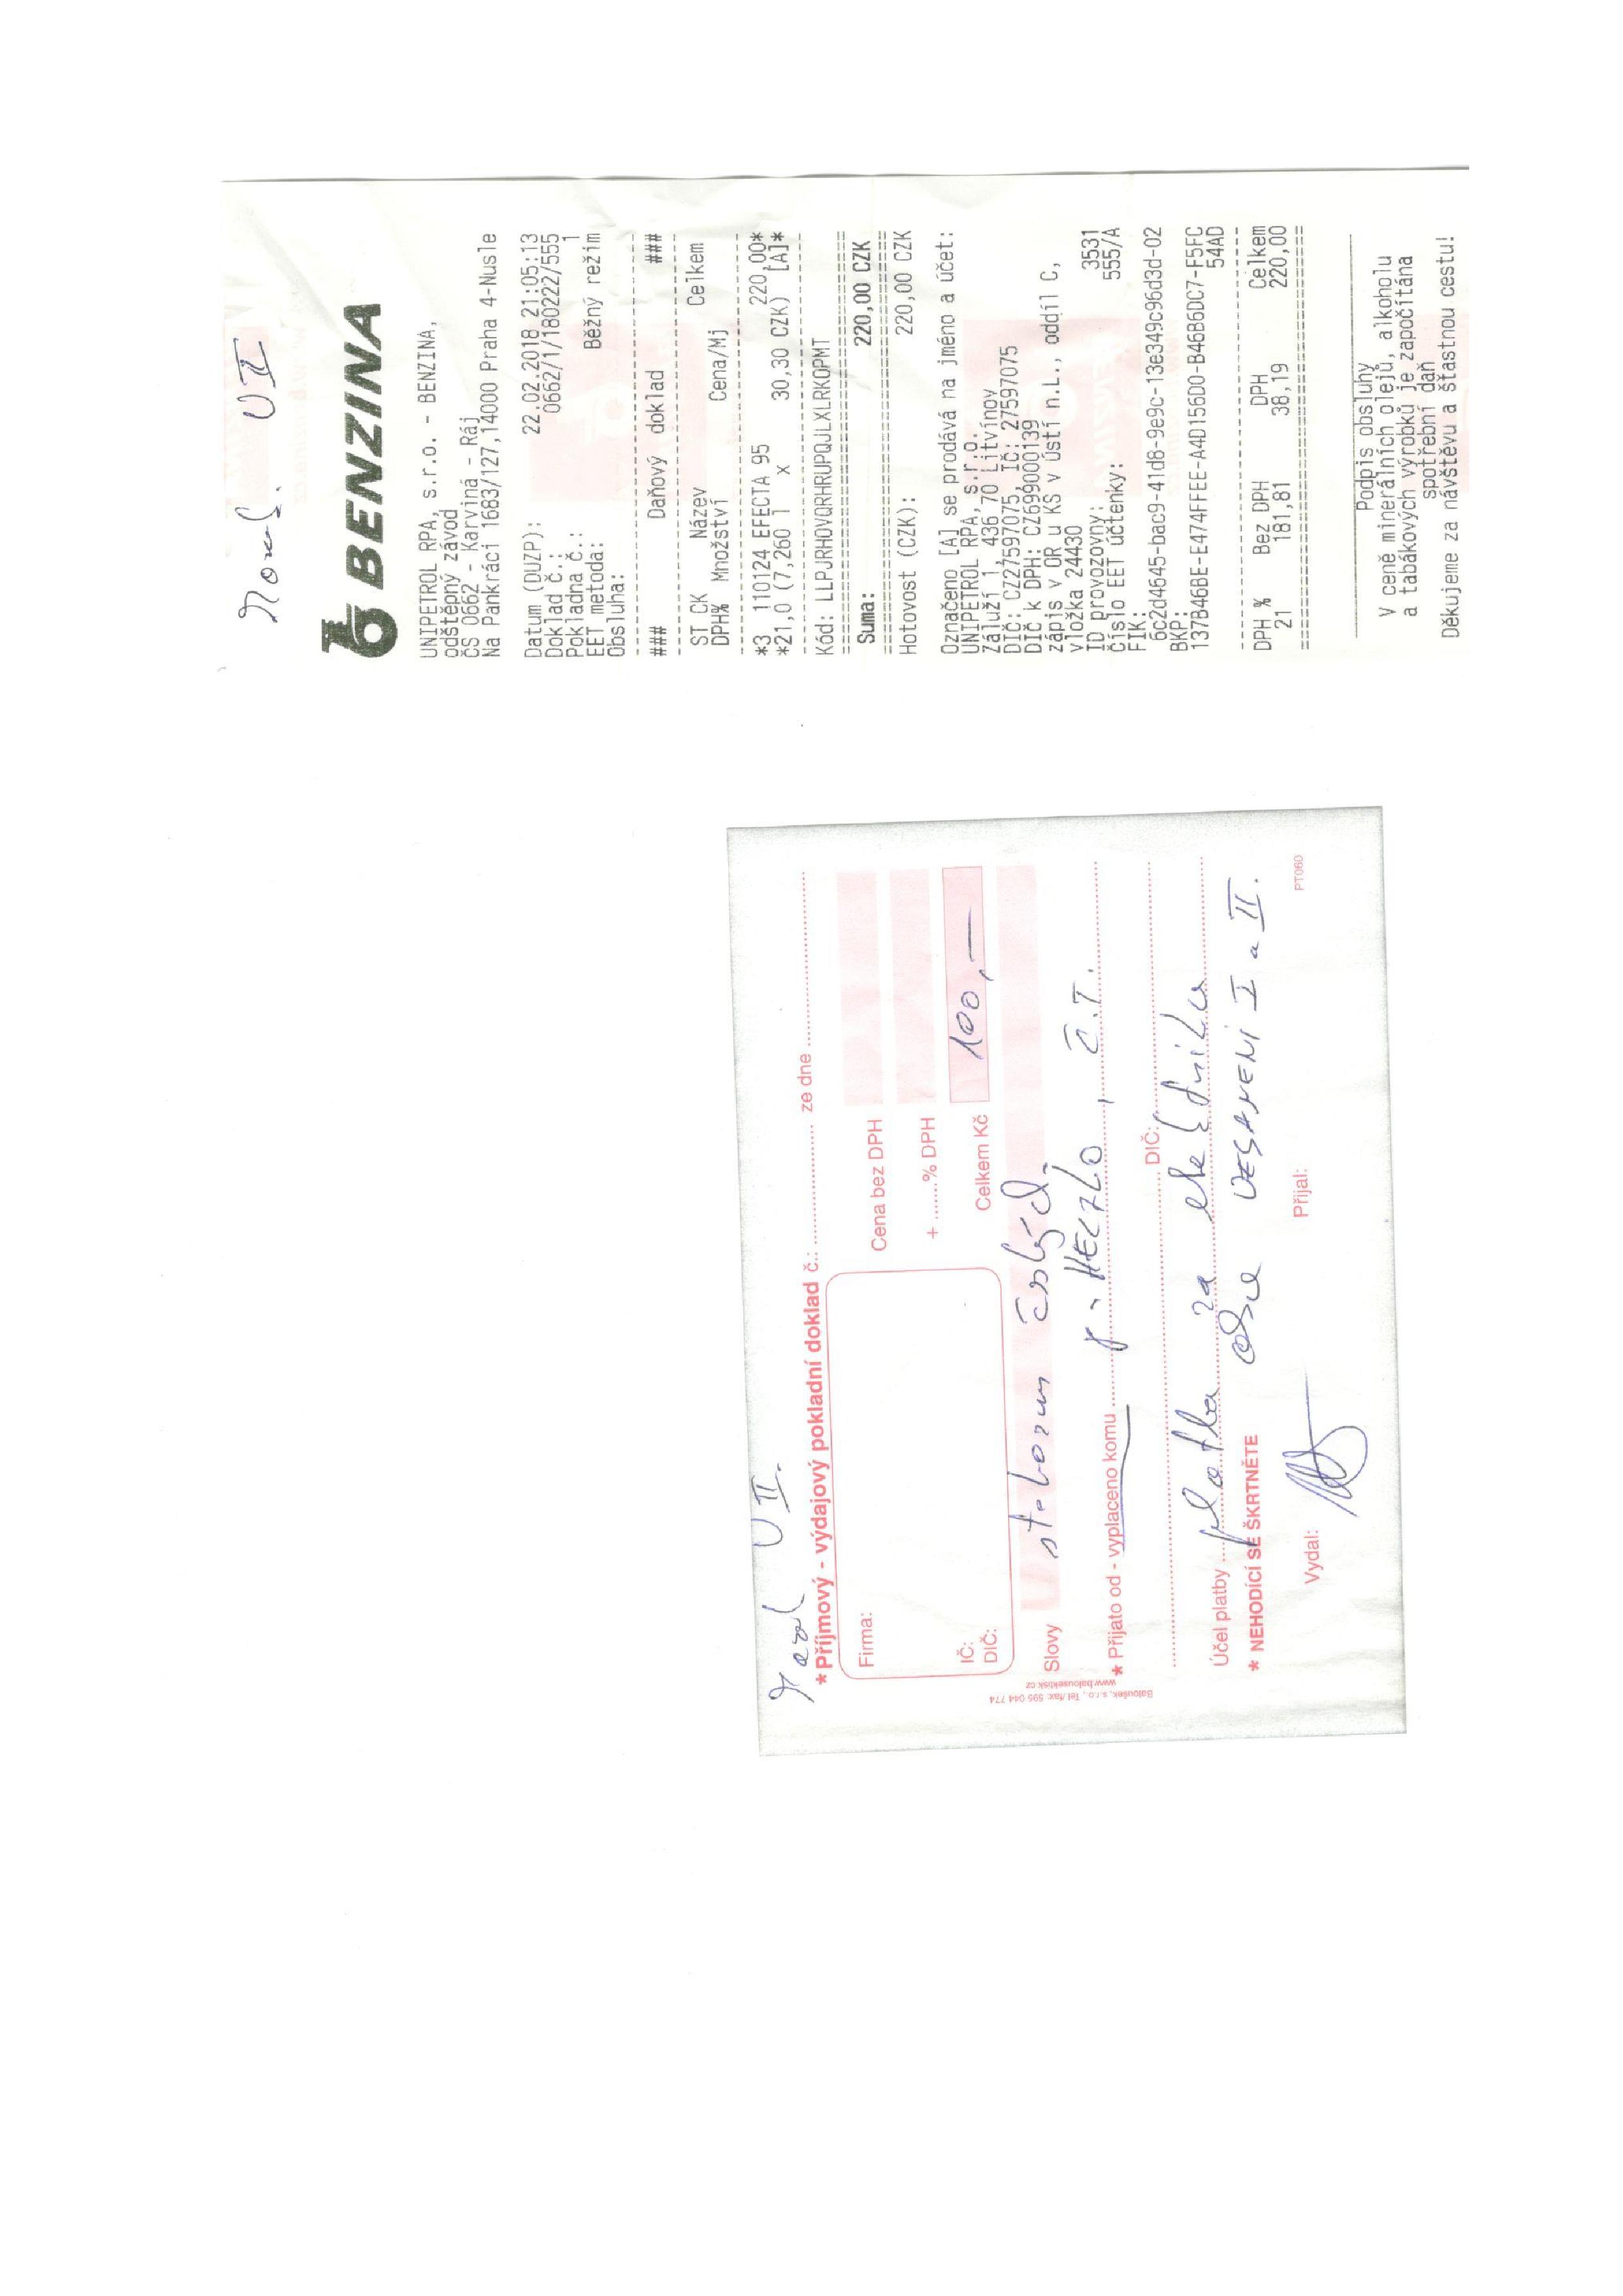 U II
BENZINA
UNIPETROL RPA, s.r.o. - BENZINA,
odštěpný závod
ČS 0662 - Karviná - Ráj
Na Pankráci 1683/127,14000 Praha 4-Nusle
Datum (DUZP): 22.02.2018 21:05:13
Doklad č.: 0662/1/180222/555
Pokladna č.: 1
EET metoda: Běžný režim
Obsluha:
### Daňový doklad ###
ST CK Název Celkem
DPH% Množství Cena/Mj
*3 110124 EFECTA 95 220,00*
*21,0 (7,260 l x 30,30 CZK) [A]*
Kód: LLPJRHOVQRHRUPQJLXLRKOPMT
Suma: 220,00 CZK
Hotovost (CZK): 220,00 CZK
Označeno [A] se prodává na jméno a účet:
UNIPETROL RPA, s.r.o.
Záluží 1, 436 70 Litvínov
DIČ: CZ27597075, IČ: 27597075
DIČ k DPH: CZ699000139
zápis v OR u KS v Ústí n.L., oddíl C,
vložka 24430
ID provozovny: 3531
Číslo EET účtenky: 555/A
FIK:
6c2d4645-bac9-41d8-9e9c-13e349c96d3d-02
BKP:
137B46BE-E474FFEE-A4D156D0-B46B6DC7-F5FC
54AD
DPH % Bez DPH DPH Celkem
21 181,81 38,19 220,00
Podpis obsluhy
V ceně minerálních olejů, alkoholu
a tabákových výrobků je započítána
spotřební daň
Děkujeme za návštěvu a šťastnou cestu!
U II.
*Příjmový - výdajový pokladní doklad č.: ze dne
Firma:
IČ:
DIČ:
Cena bez DPH
+ % DPH
Celkem Kč 100,—
Slovy
* Přijato od - vyplaceno komu p. HECZKO, Č.T.
DIČ:
Účel platby platba za elektřinu
* NEHODÍCÍ SE ŠKRTNĚTE I a II.
Vydal: Přijal:
PT060
Baloušek, s.r.o., Tel./fax: 595 044 774
www.balousektisk.cz